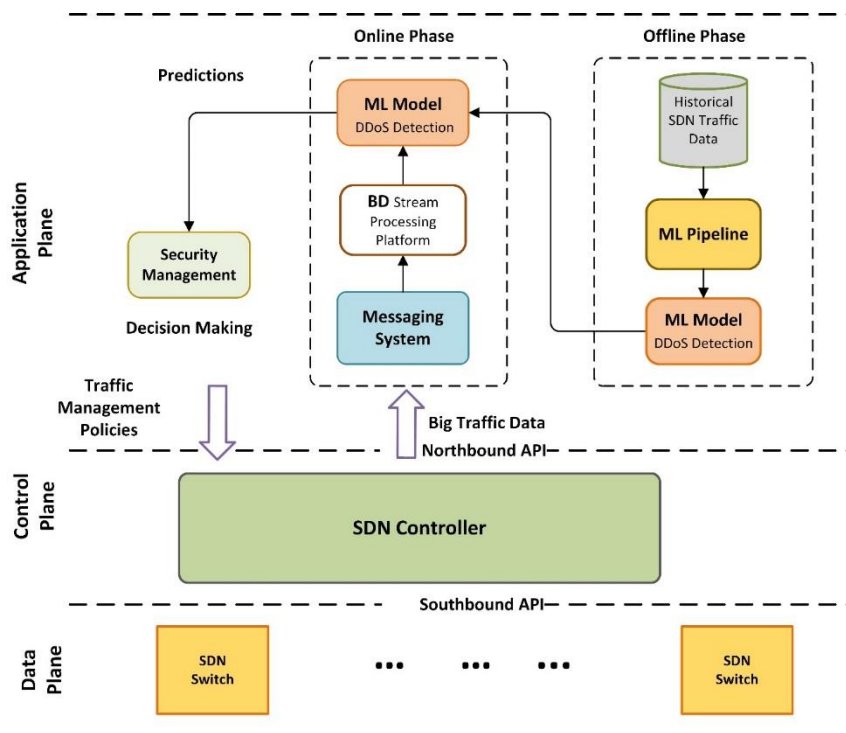 Online Phase
Offline Phase
Predictions
ML Model
DDoS Detection
Historical
SDN Traffic
Data
BD Stream
Processing
Platform
ML Pipeline
Security
Management
Messaging
System
ML Model
DDoS Detection
Decision Making
Application
Plane
Traffic
Management
Policies
Big Traffic Data
Northbound API
Control
Plane
SDN Controller
Southbound API
Data
Plane
SDN
Switch
... ... ...
SDN
Switch